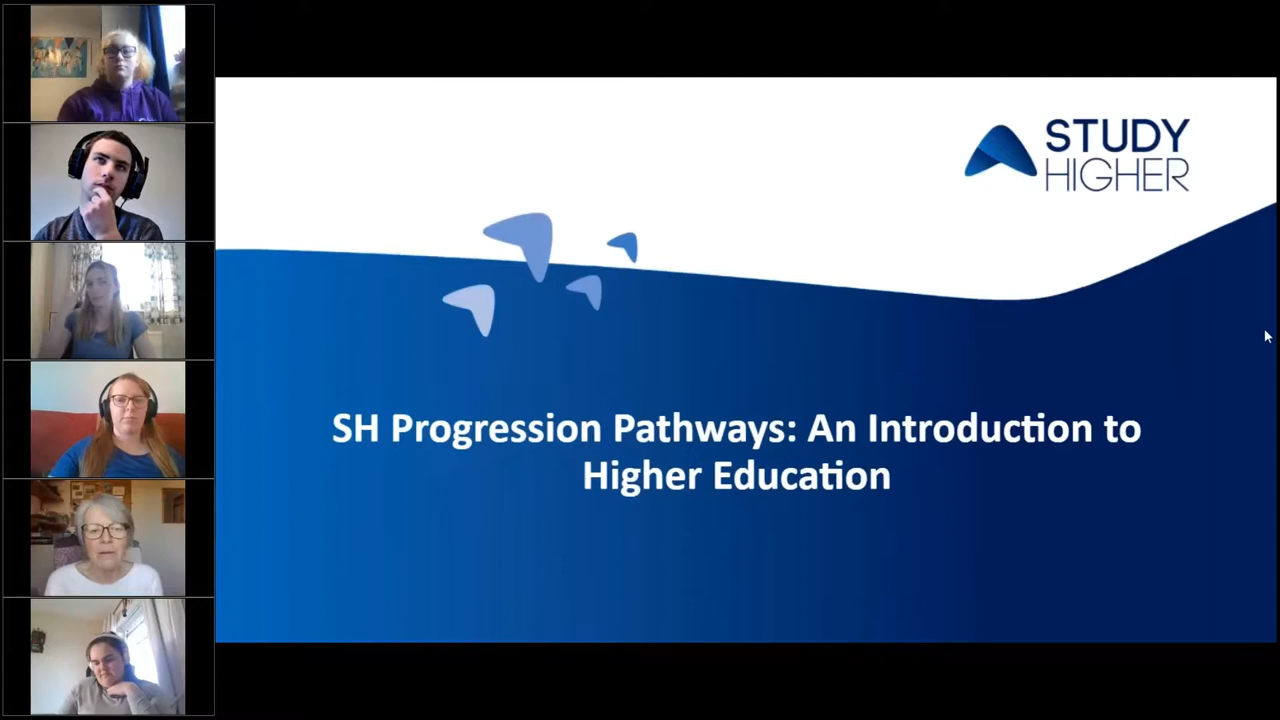 STUDY
HIGHER
SH Progression Pathways: An Introduction to
Higher Education